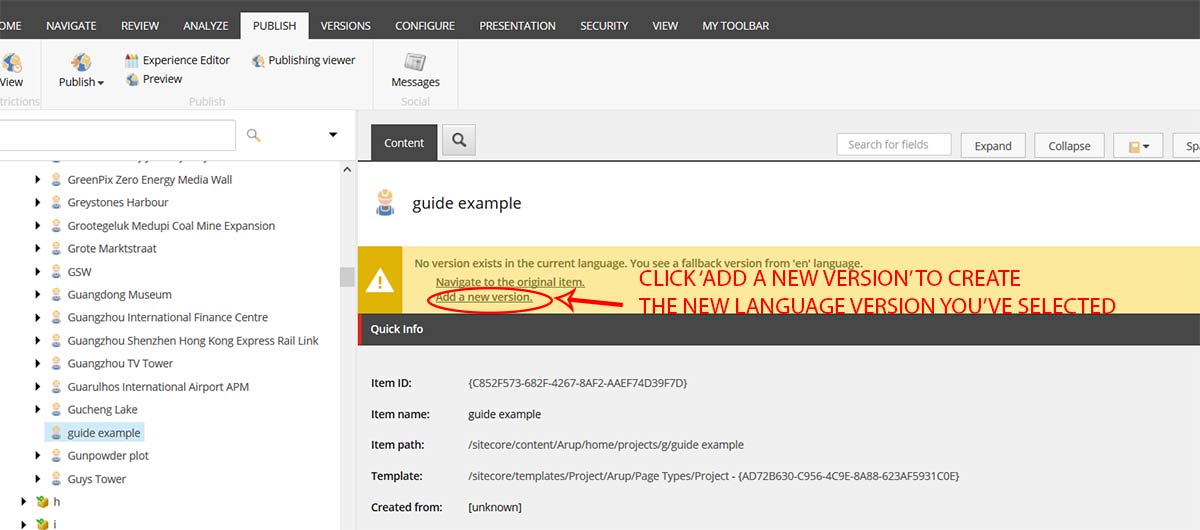 OME NAVIGATE REVIEW ANALYZE PUBLISH VERSIONS CONFIGURE PRESENTATION SECURITY VIEW MY TOOLBAR
View Publish Experience Editor Publishing viewer Messages
Preview
trictions Publish Social
Content Search for fields Expand Collapse Spa
GreenPix Zero Energy Media Wall
Greystones Harbour
Grootegeluk Medupi Coal Mine Expansion
Grote Marktstraat
GSW
Guangdong Museum
Guangzhou International Finance Centre
Guangzhou Shenzhen Hong Kong Express Rail Link
Guangzhou TV Tower
Guarulhos International Airport APM
Gucheng Lake
guide example
Gunpowder plot
Guys Tower
h
i
guide example
No version exists in the current language. You see a fallback version from 'en' language.
Navigate to the original item.
Add a new version.
CLICK ‘ADD A NEW VERSION’ TO CREATE
THE NEW LANGUAGE VERSION YOU’VE SELECTED
Quick Info
Item ID: {C852F573-682F-4267-8AF2-AAEF74D39F7D}
Item name: guide example
Item path: /sitecore/content/Arup/home/projects/g/guide example
Template: /sitecore/templates/Project/Arup/Page Types/Project - {AD72B630-C956-4C9E-8A88-623AF5931C0E}
Created from: [unknown]